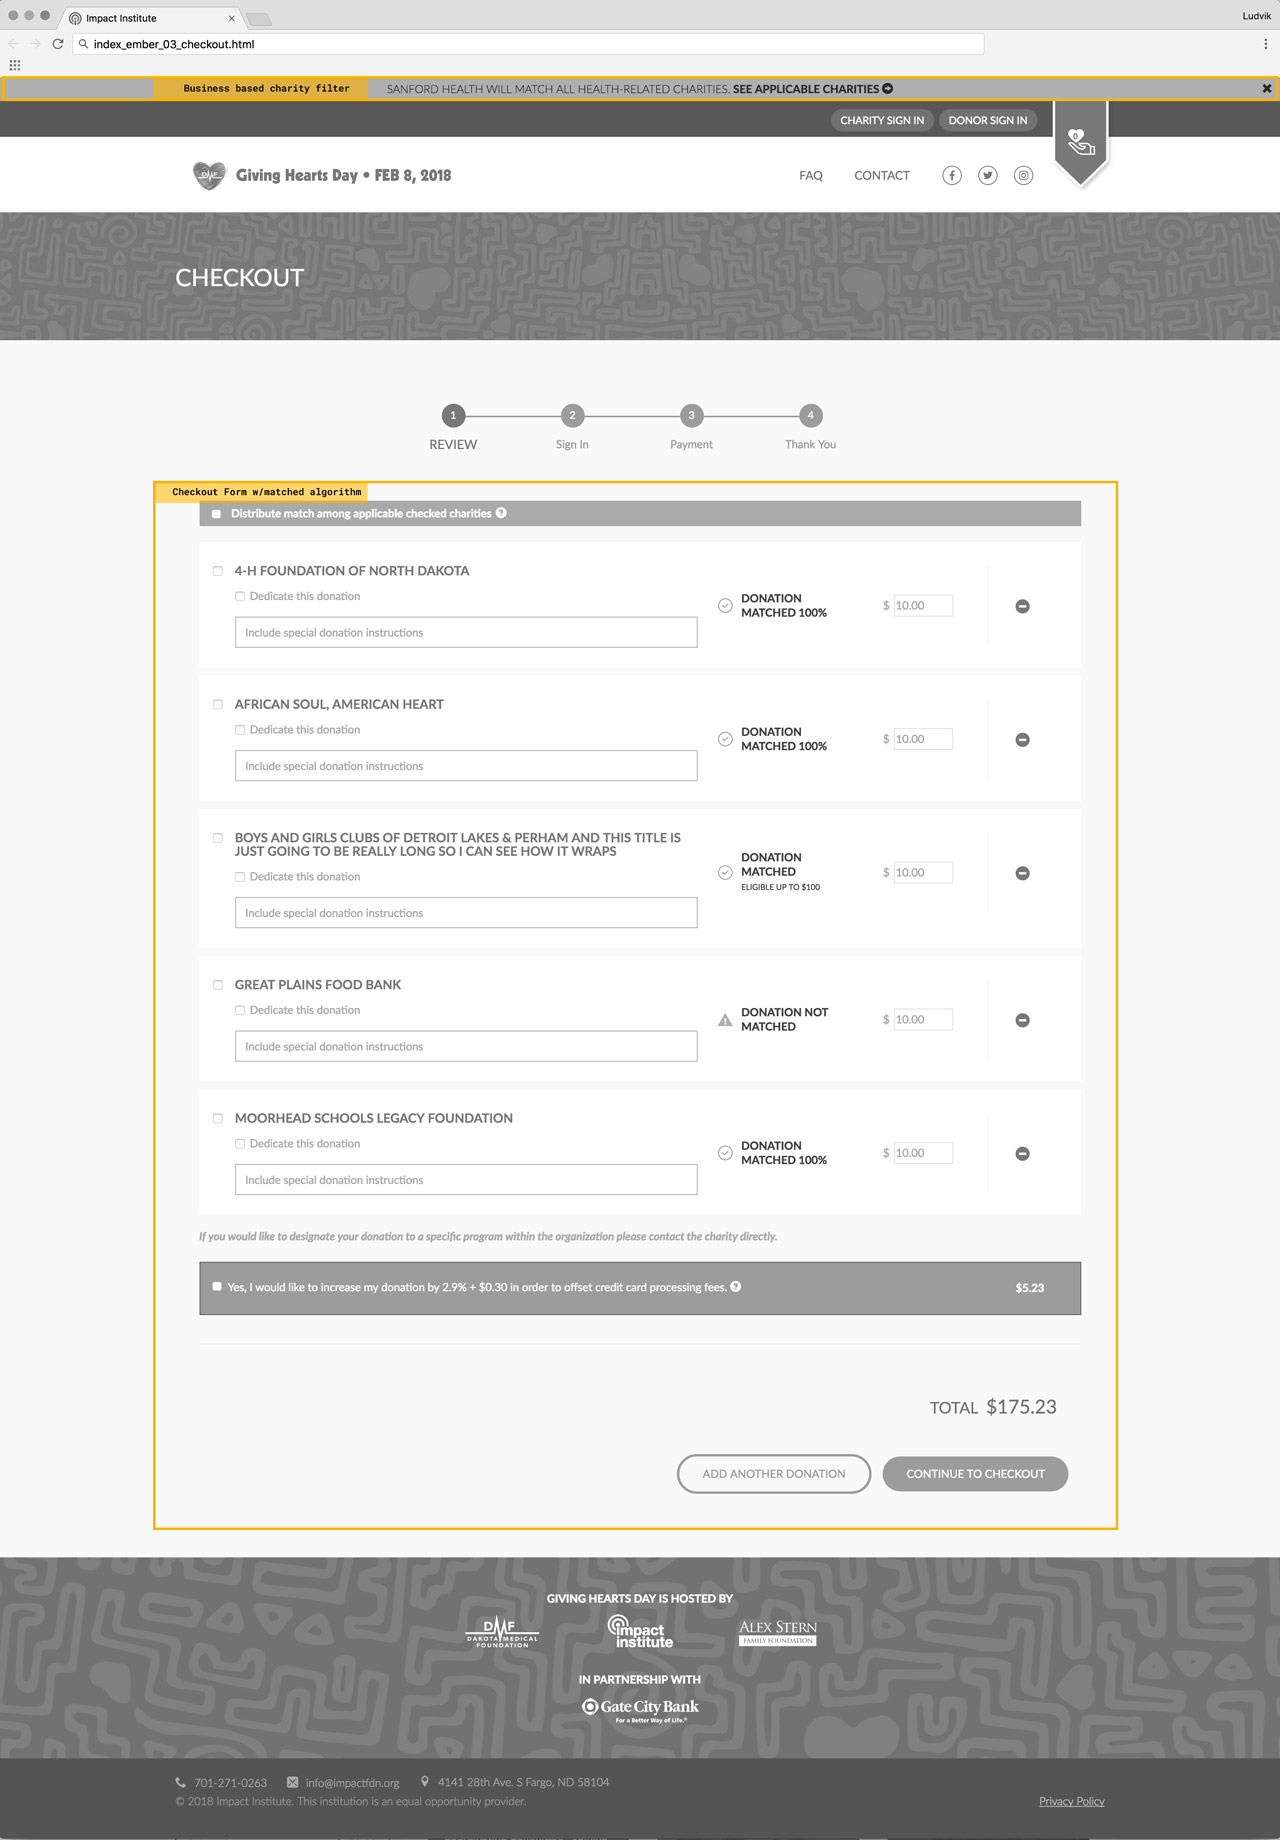 Impact Institute
Ludvik
index_ember_03_checkout.html
Business based charity filter
SANFORD HEALTH WILL MATCH ALL HEALTH-RELATED CHARITIES. SEE APPLICABLE CHARITIES
CHARITY SIGN IN DONOR SIGN IN
0
DMF
Giving Hearts Day • FEB 8, 2018
FAQ CONTACT
CHECKOUT
1 2 3 4
REVIEW Sign In Payment Thank You
Checkout Form w/matched algorithm
Distribute match among applicable checked charities ?
4-H FOUNDATION OF NORTH DAKOTA
Dedicate this donation
Include special donation instructions
DONATION
MATCHED 100%
$ 10.00
AFRICAN SOUL, AMERICAN HEART
Dedicate this donation
Include special donation instructions
DONATION
MATCHED 100%
$ 10.00
BOYS AND GIRLS CLUBS OF DETROIT LAKES & PERHAM AND THIS TITLE IS
JUST GOING TO BE REALLY LONG SO I CAN SEE HOW IT WRAPS
Dedicate this donation
Include special donation instructions
DONATION
MATCHED
ELIGIBLE UP TO $100
$ 10.00
GREAT PLAINS FOOD BANK
Dedicate this donation
Include special donation instructions
DONATION NOT
MATCHED
$ 10.00
MOORHEAD SCHOOLS LEGACY FOUNDATION
Dedicate this donation
Include special donation instructions
DONATION
MATCHED 100%
$ 10.00
If you would like to designate your donation to a specific program within the organization please contact the charity directly.
Yes, I would like to increase my donation by 2.9% + $0.30 in order to offset credit card processing fees. ?
$5.23
TOTAL $175.23
ADD ANOTHER DONATION CONTINUE TO CHECKOUT
GIVING HEARTS DAY IS HOSTED BY
DMF
DAKOTA MEDICAL
FOUNDATION
impact
institute
ALEX STERN
FAMILY FOUNDATION
IN PARTNERSHIP WITH
Gate City Bank
For a Better Way of Life.®
701-271-0263 info@impactfdn.org 4141 28th Ave. S Fargo, ND 58104
© 2018 Impact Institute. This institution is an equal opportunity provider.
Privacy Policy